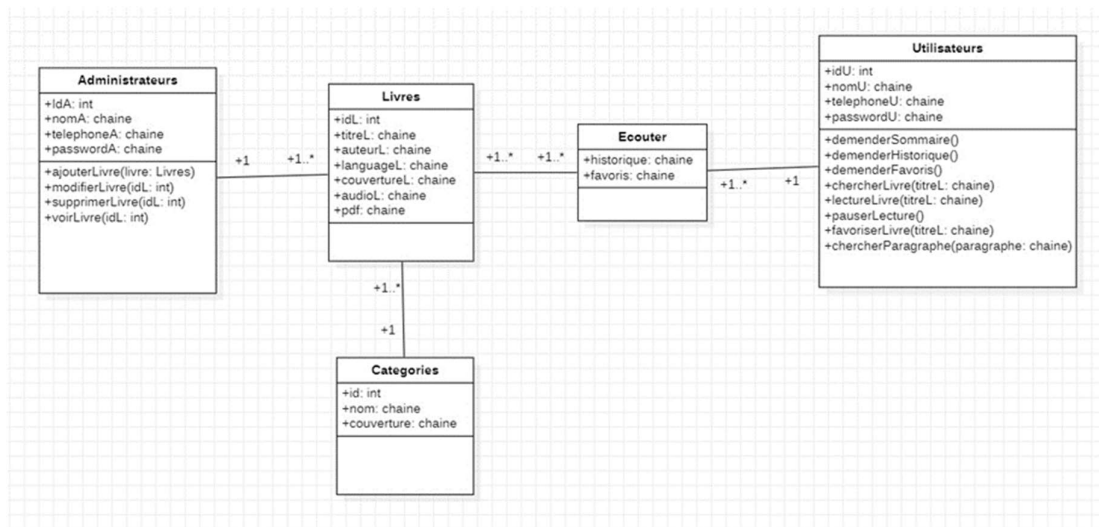 Administrateurs
+IdA: int
+nomA: chaine
+telephoneA: chaine
+passwordA: chaine
+ajouterLivre(livre: Livres)
+modifierLivre(idL: int)
+supprimerLivre(idL: int)
+voirLivre(idL: int)
+1
+1..*
Livres
+idL: int
+titreL: chaine
+auteurL: chaine
+languageL: chaine
+couvertureL: chaine
+audioL: chaine
+pdf: chaine
+1..*
+1..*
Ecouter
+historique: chaine
+favoris: chaine
+1..*
+1
Utilisateurs
+idU: int
+nomU: chaine
+telephoneU: chaine
+passwordU: chaine
+demenderSommaire()
+demenderHistorique()
+demenderFavoris()
+chercherLivre(titreL: chaine)
+lectureLivre(titreL: chaine)
+pauserLecture()
+favoriserLivre(titreL: chaine)
+chercherParagraphe(paragraphe: chaine)
+1..*
+1
Categories
+id: int
+nom: chaine
+couverture: chaine